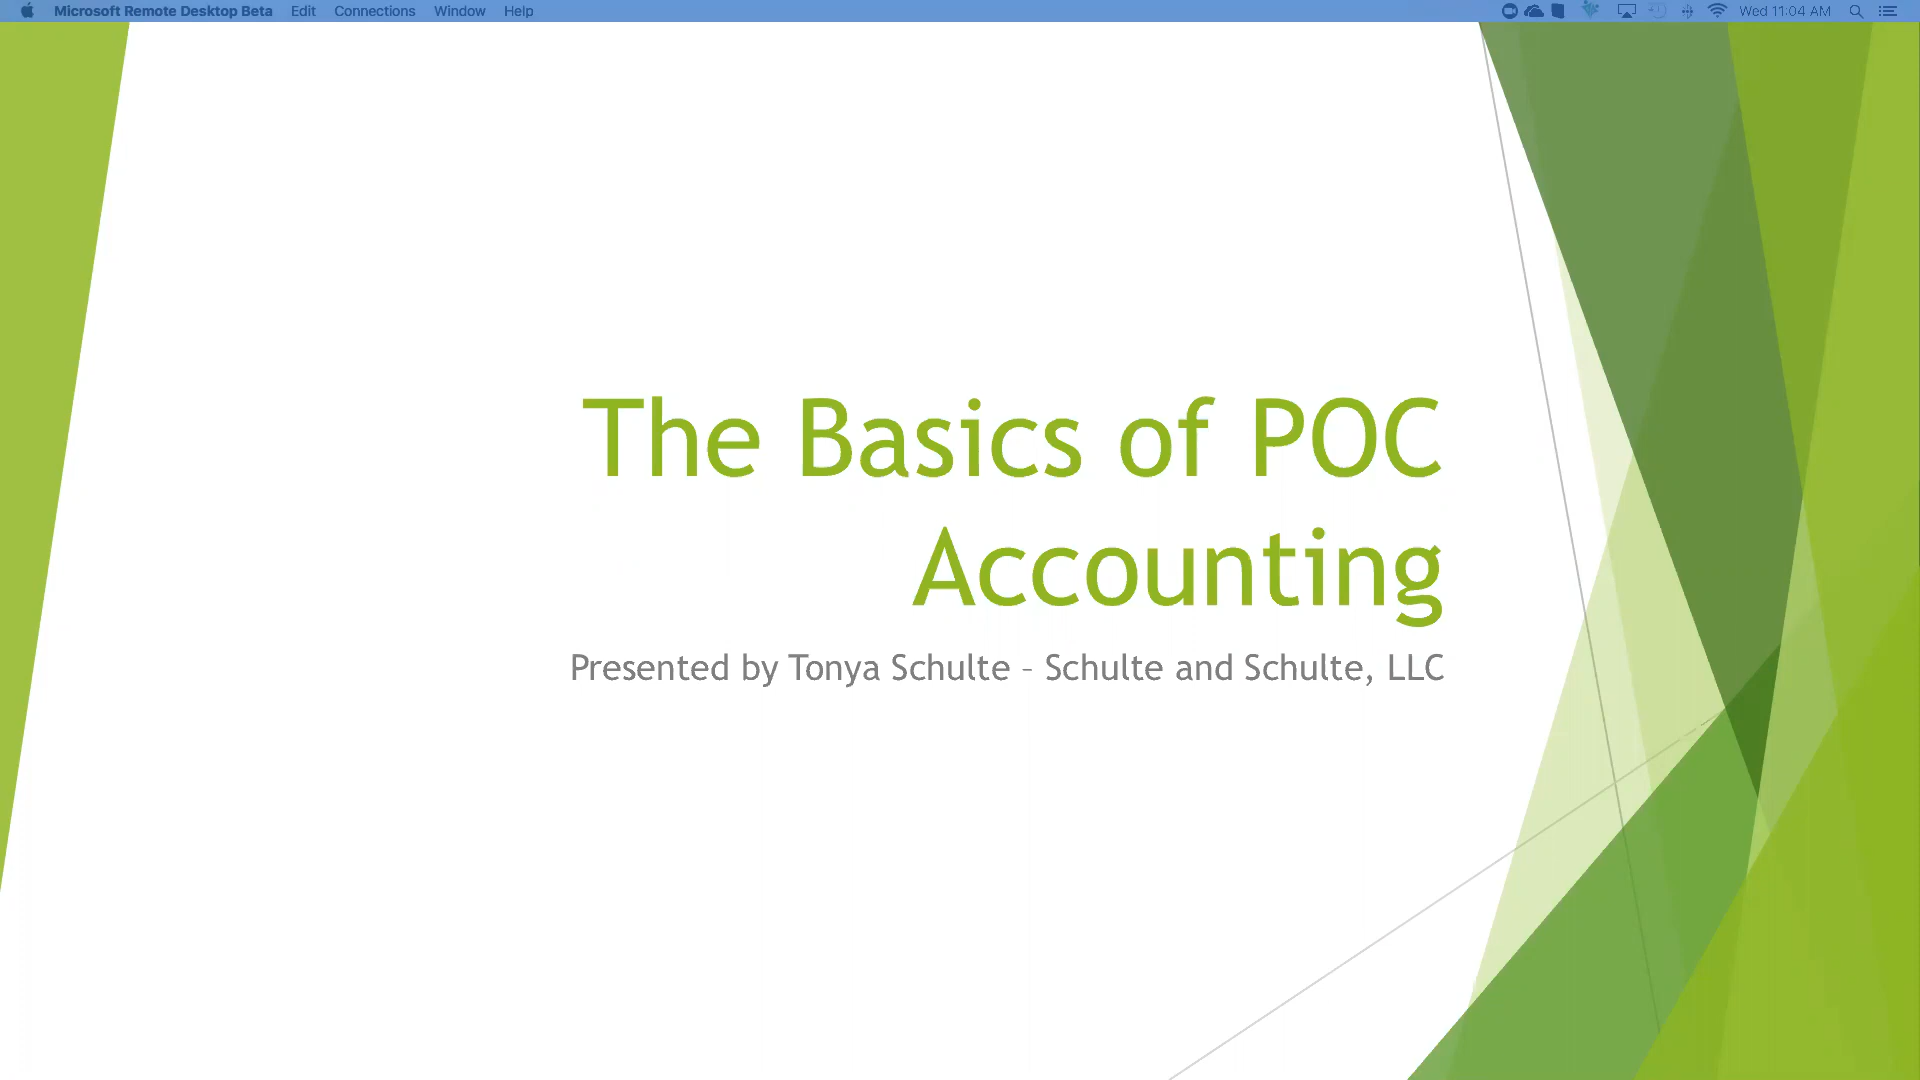 Microsoft Remote Desktop Beta Edit Connections Window Help Wed 11:04 AM
The Basics of POC
Accounting
Presented by Tonya Schulte – Schulte and Schulte, LLC